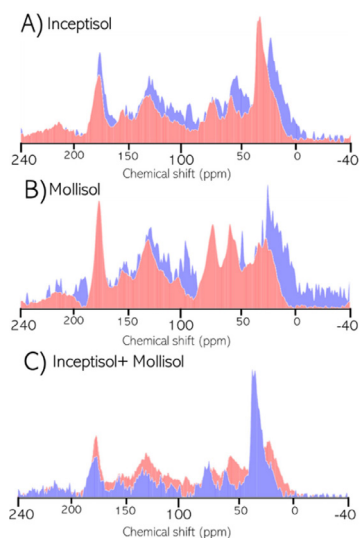 A) Inceptisol
240 200 150 100 50 0 -40
Chemical shift (ppm)
B) Mollisol
240 200 150 100 50 0 -40
Chemical shift (ppm)
C) Inceptisol+ Mollisol
240 200 150 100 50 0 -40
Chemical shift (ppm)